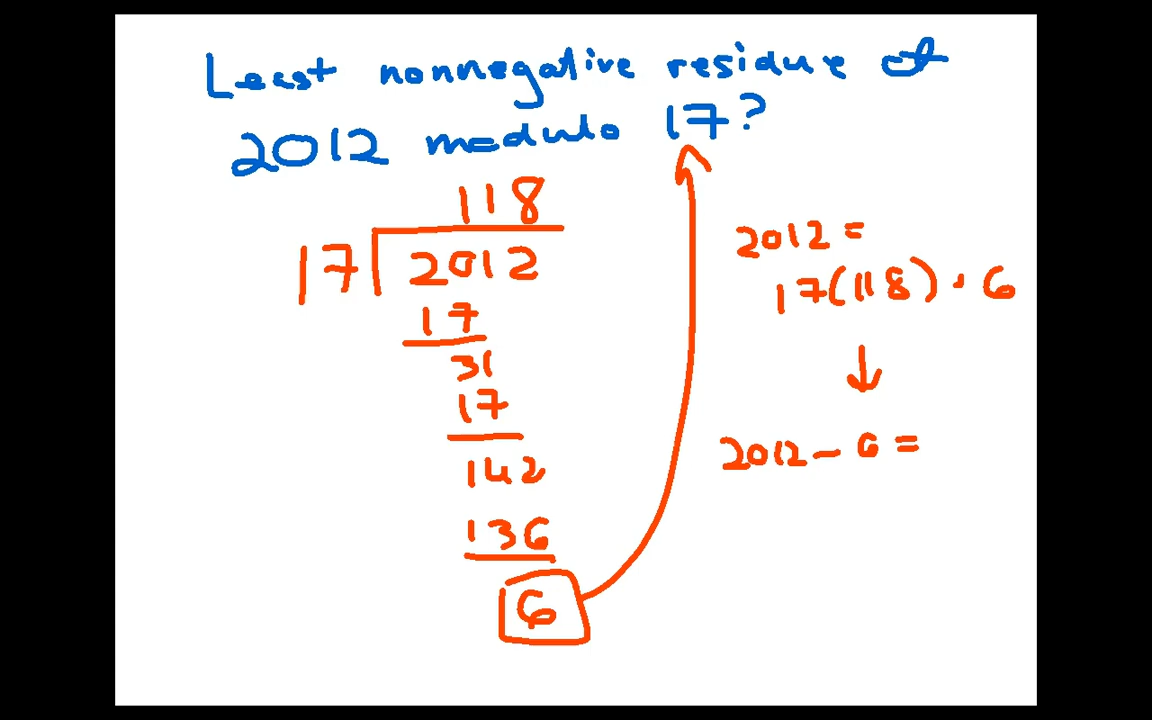 Least nonnegative residue of
2012 modulo 17?
118
17 2012
17
31
17
142
136
6
2012 =
17(118) + 6
↓
2012 - 6 =